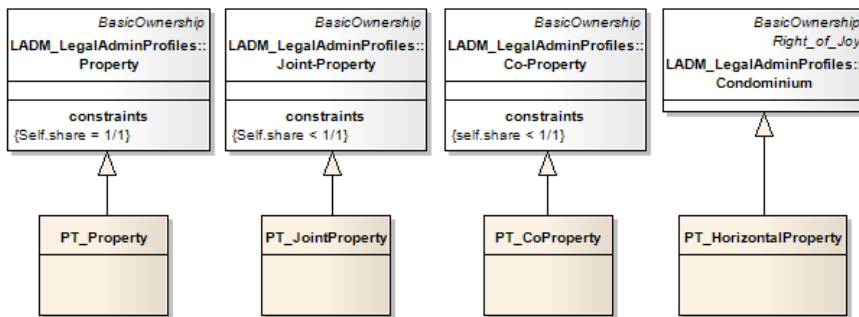 BasicOwnership
LADM_LegalAdminProfiles::
Property
constraints
{Self.share = 1/1}
PT_Property
BasicOwnership
LADM_LegalAdminProfiles::
Joint-Property
constraints
{Self.share < 1/1}
PT_JointProperty
BasicOwnership
LADM_LegalAdminProfiles::
Co-Property
constraints
{self.share < 1/1}
PT_CoProperty
BasicOwnership
Right_of_Joy
LADM_LegalAdminProfiles::
Condominium
PT_HorizontalProperty